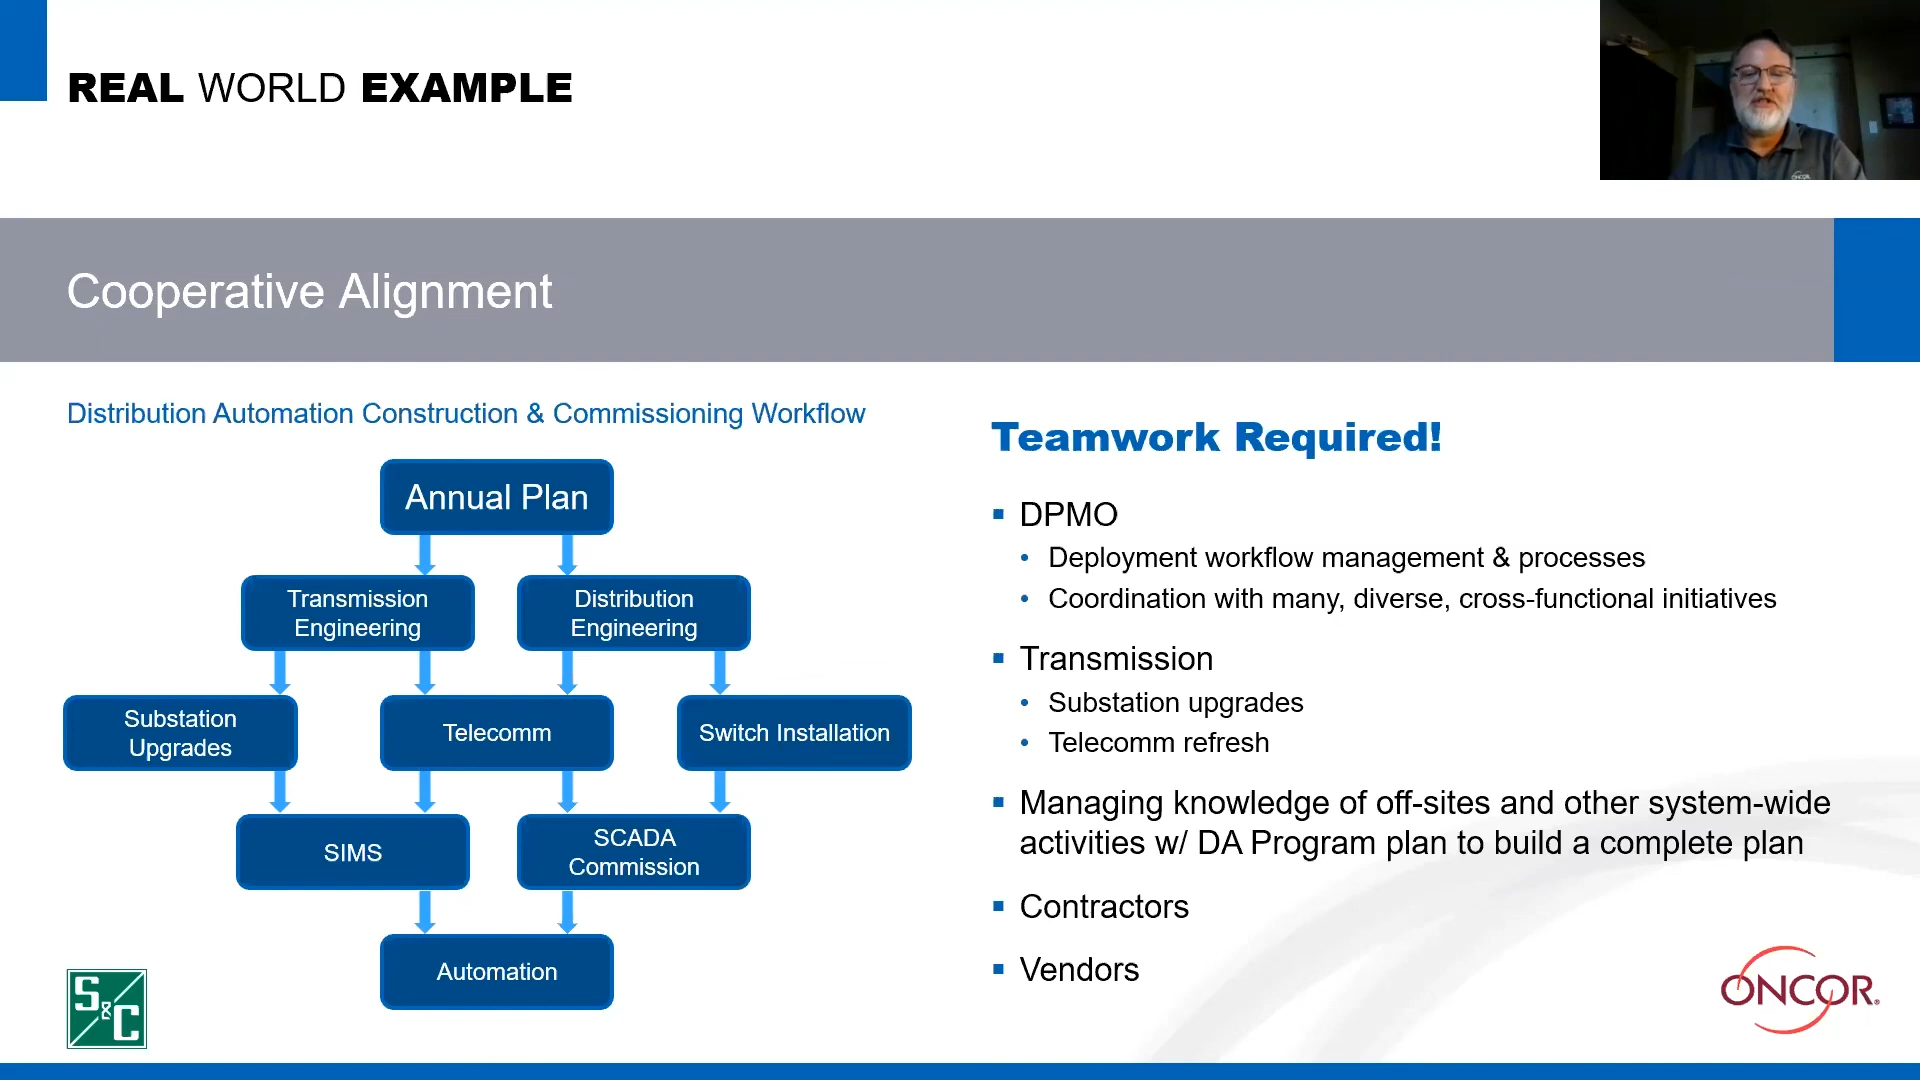 REAL WORLD EXAMPLE
ONCOR
Cooperative Alignment
Distribution Automation Construction & Commissioning Workflow
Annual Plan
Transmission
Engineering
Distribution
Engineering
Substation
Upgrades
Telecomm
Switch Installation
SIMS
SCADA
Commission
Automation
S&C
Teamwork Required!
DPMO
Deployment workflow management & processes
Coordination with many, diverse, cross-functional initiatives
Transmission
Substation upgrades
Telecomm refresh
Managing knowledge of off-sites and other system-wide
activities w/ DA Program plan to build a complete plan
Contractors
Vendors
ONCOR®